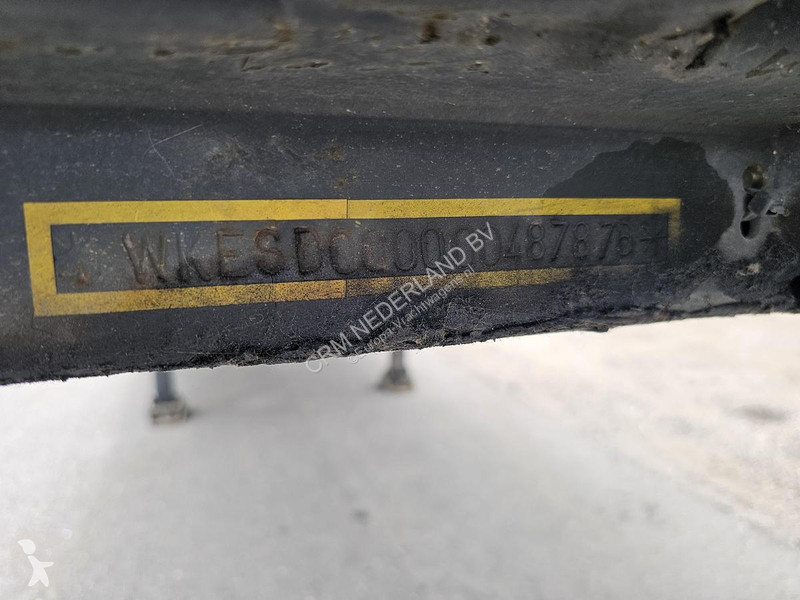 WKESD000000487876
CRM NEDERLAND BV